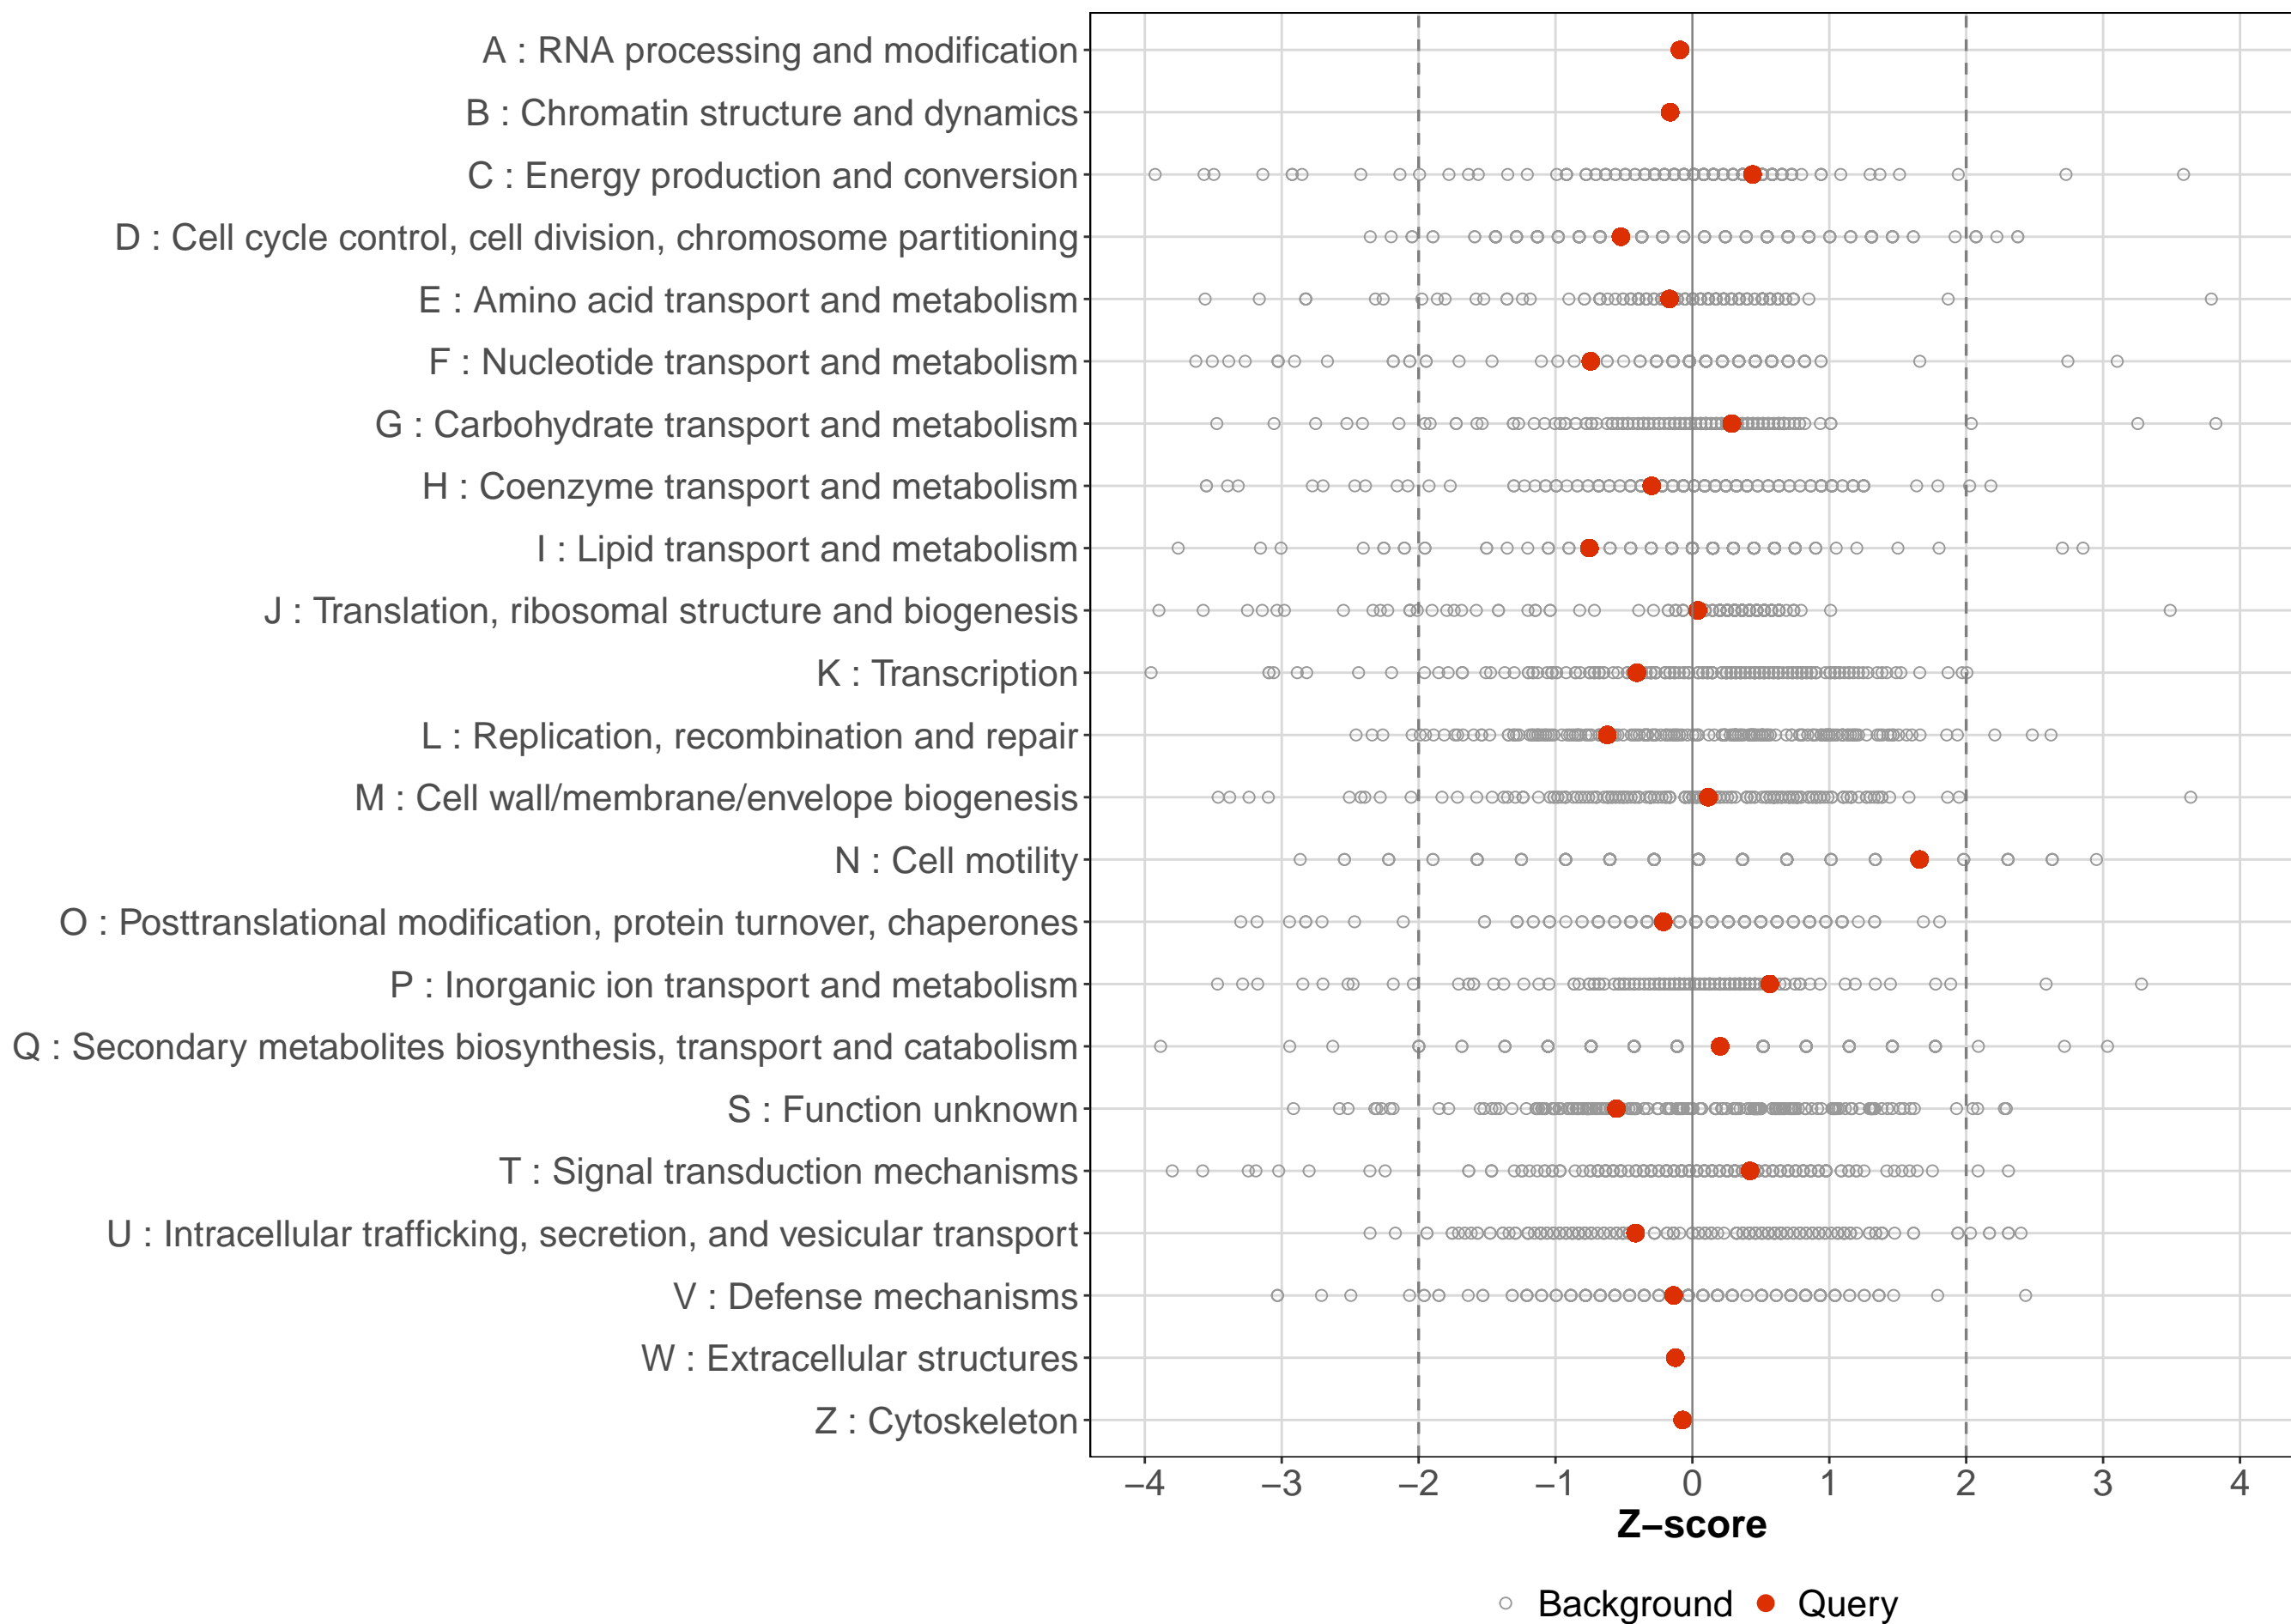 A : RNA processing and modification
B : Chromatin structure and dynamics
C : Energy production and conversion
D : Cell cycle control, cell division, chromosome partitioning
E : Amino acid transport and metabolism
F : Nucleotide transport and metabolism
G : Carbohydrate transport and metabolism
H : Coenzyme transport and metabolism
I : Lipid transport and metabolism
J : Translation, ribosomal structure and biogenesis
K : Transcription
L : Replication, recombination and repair
M : Cell wall/membrane/envelope biogenesis
N : Cell motility
O : Posttranslational modification, protein turnover, chaperones
P : Inorganic ion transport and metabolism
Q : Secondary metabolites biosynthesis, transport and catabolism
S : Function unknown
T : Signal transduction mechanisms
U : Intracellular trafficking, secretion, and vesicular transport
V : Defense mechanisms
W : Extracellular structures
Z : Cytoskeleton
−4 −3 −2 −1 0 1 2 3 4
Z−score
Background Query